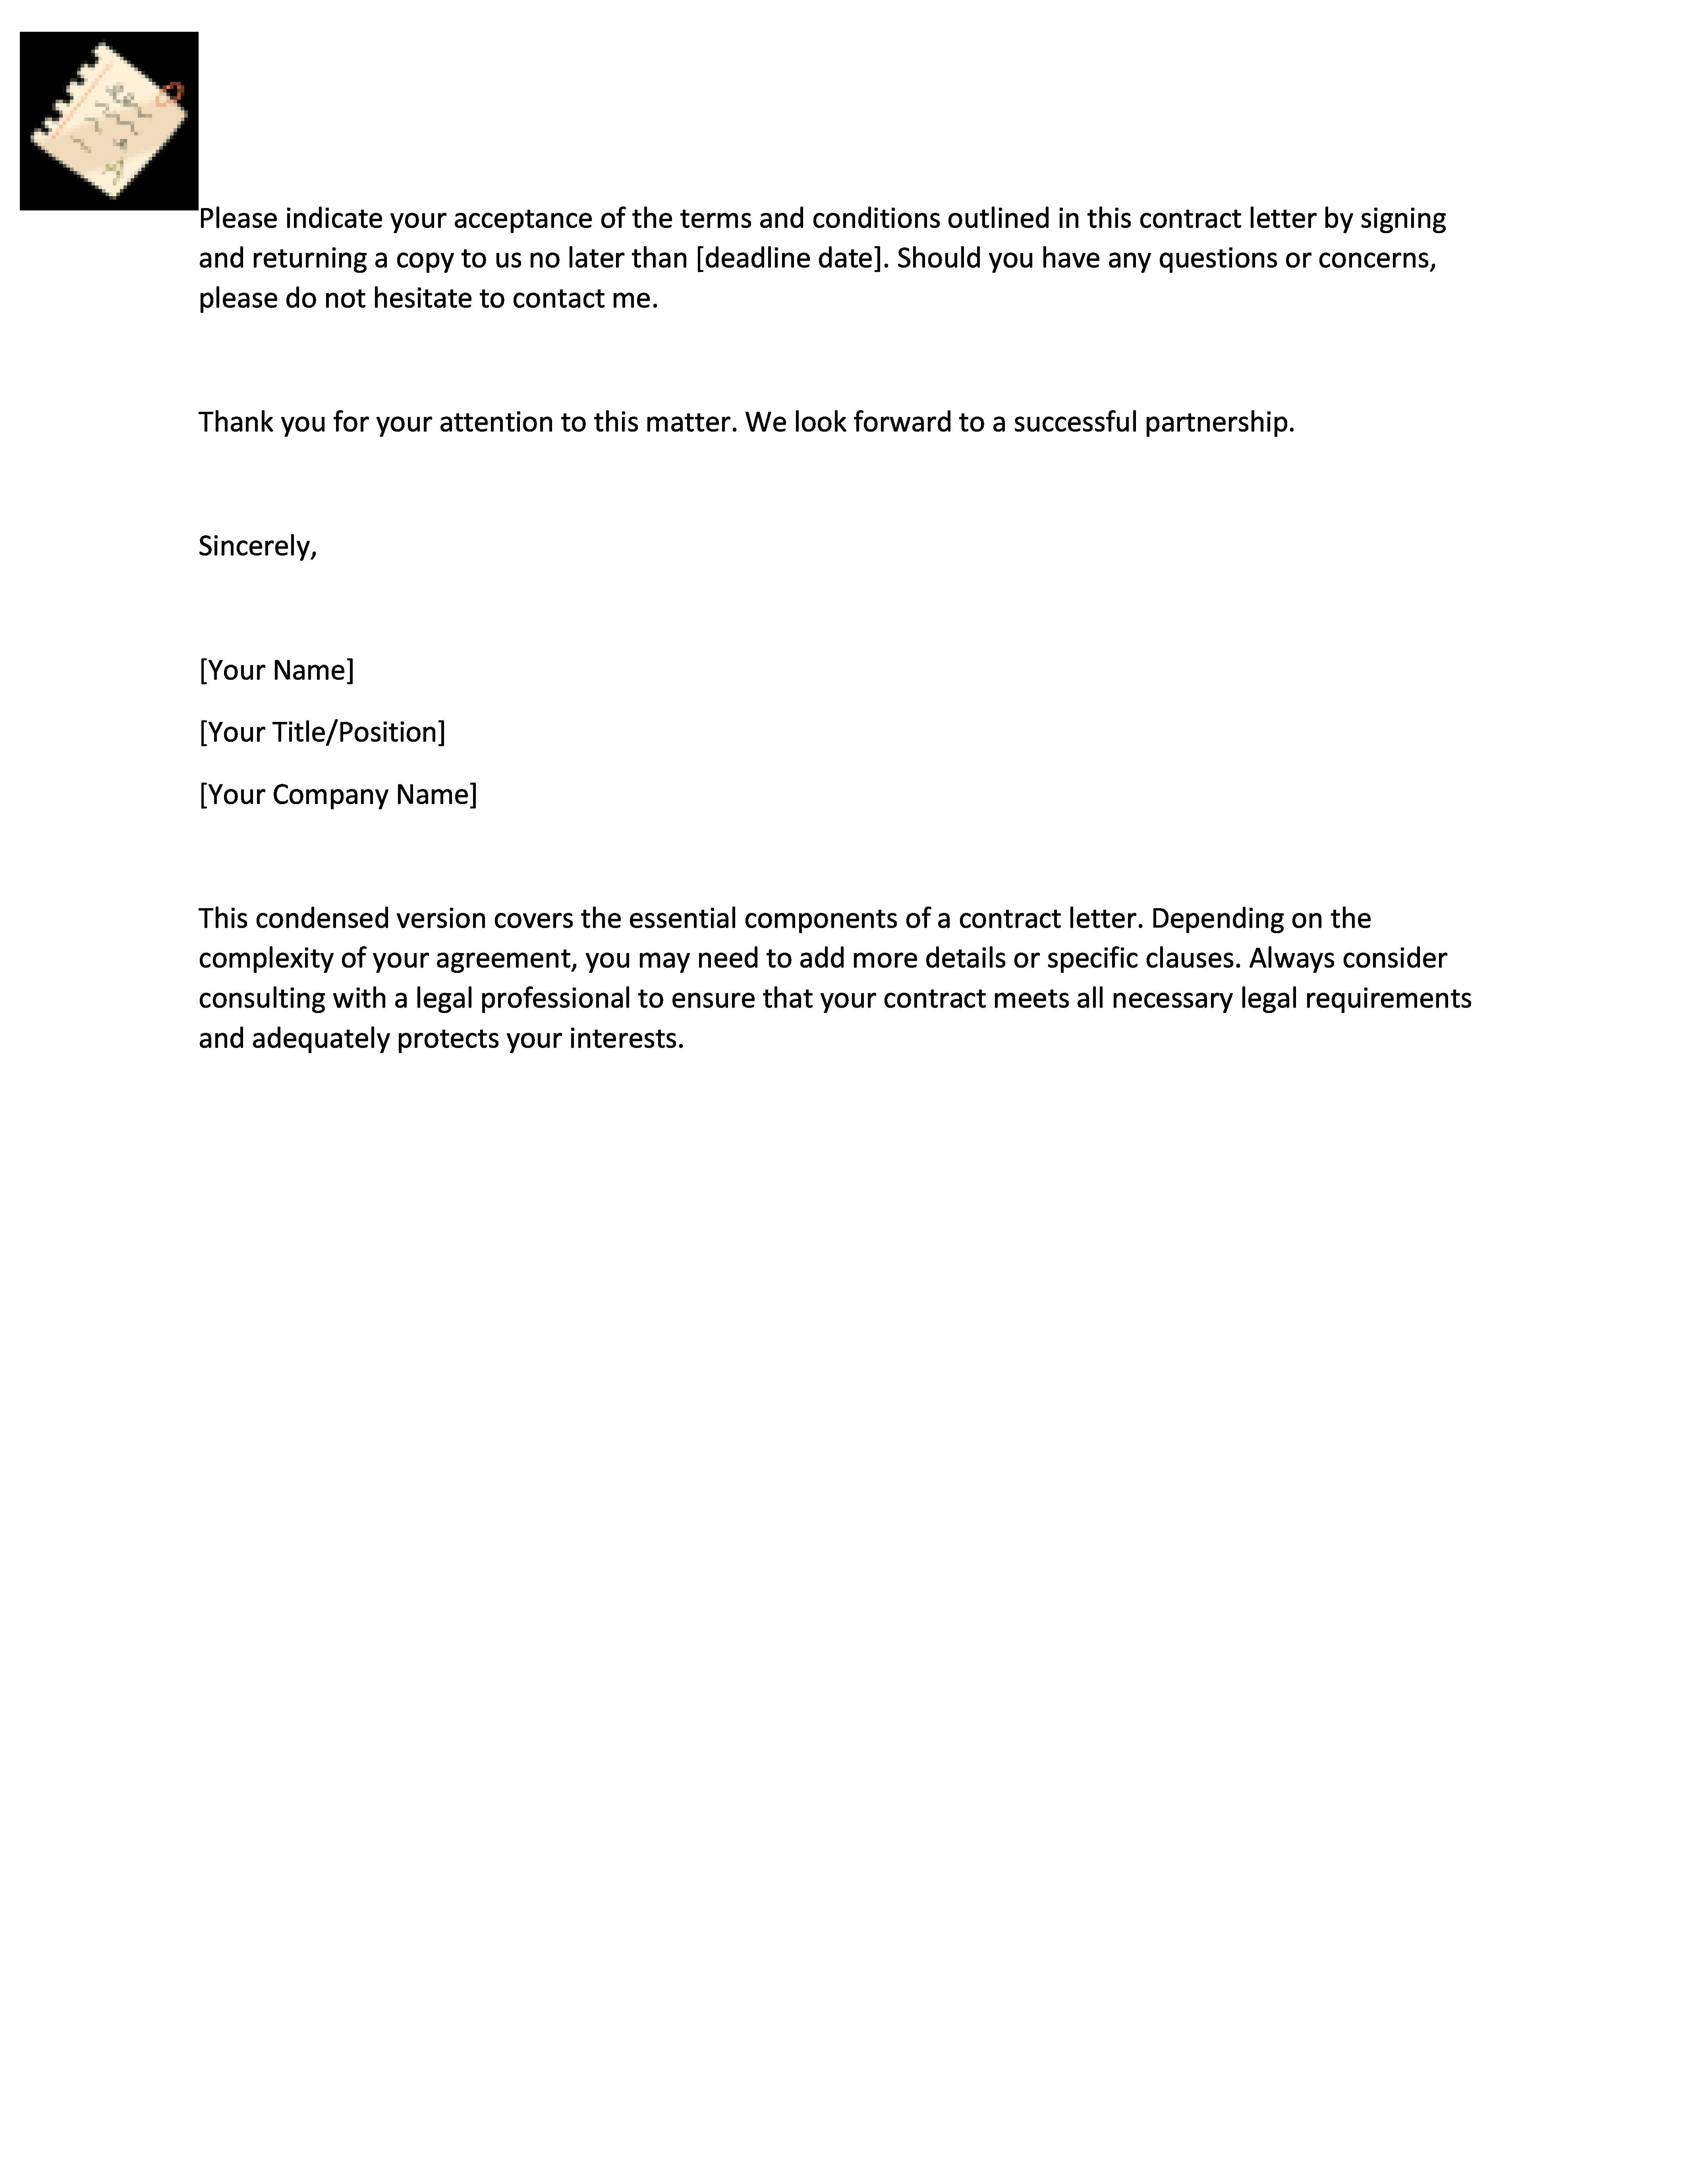 Please indicate your acceptance of the terms and conditions outlined in this contract letter by signing
and returning a copy to us no later than [deadline date]. Should you have any questions or concerns,
please do not hesitate to contact me.
Thank you for your attention to this matter. We look forward to a successful partnership.
Sincerely,
[Your Name]
[Your Title/Position]
[Your Company Name]
This condensed version covers the essential components of a contract letter. Depending on the
complexity of your agreement, you may need to add more details or specific clauses. Always consider
consulting with a legal professional to ensure that your contract meets all necessary legal requirements
and adequately protects your interests.